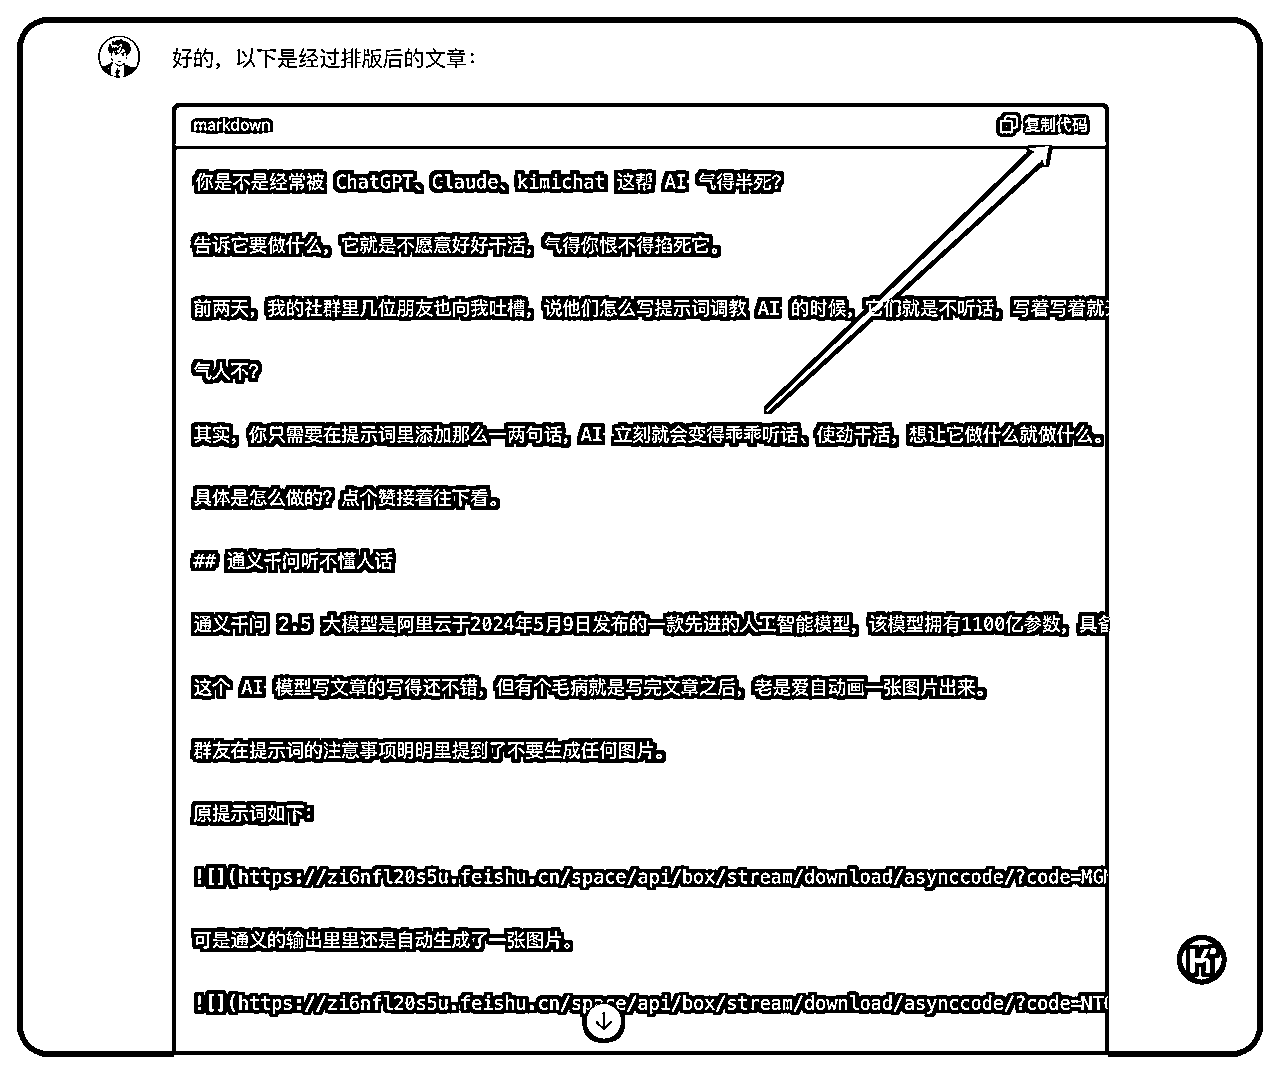 好的，以下是经过排版后的文章：
markdown 复制代码
你是不是经常被 ChatGPT、Claude、kimichat 这帮 AI 气得半死？
告诉它要做什么，它就是不愿意好好干活，气得你恨不得掐死它。
前两天，我的社群里几位朋友也向我吐槽，说他们怎么写提示词调教 AI 的时候，它们就是不听话，写着写着就
气人不？
其实，你只需要在提示词里添加那么一两句话，AI 立刻就会变得乖乖听话、使劲干活，想让它做什么就做什么。
具体是怎么做的？点个赞接着往下看。
## 通义千问听不懂人话
通义千问 2.5 大模型是阿里云于2024年5月9日发布的一款先进的人工智能模型，该模型拥有1100亿参数，具备
这个 AI 模型写文章的写得还不错，但有个毛病就是写完文章之后，老是爱自动画一张图片出来。
群友在提示词的注意事项明明里提到了不要生成任何图片。
原提示词如下：
![](https://zi6nfl20s5u.feishu.cn/space/api/box/stream/download/asynccode/?code=MG
可是通义的输出里里还是自动生成了一张图片。
![](https://zi6nfl20s5u.feishu.cn/space/api/box/stream/download/asynccode/?code=NT
Ki